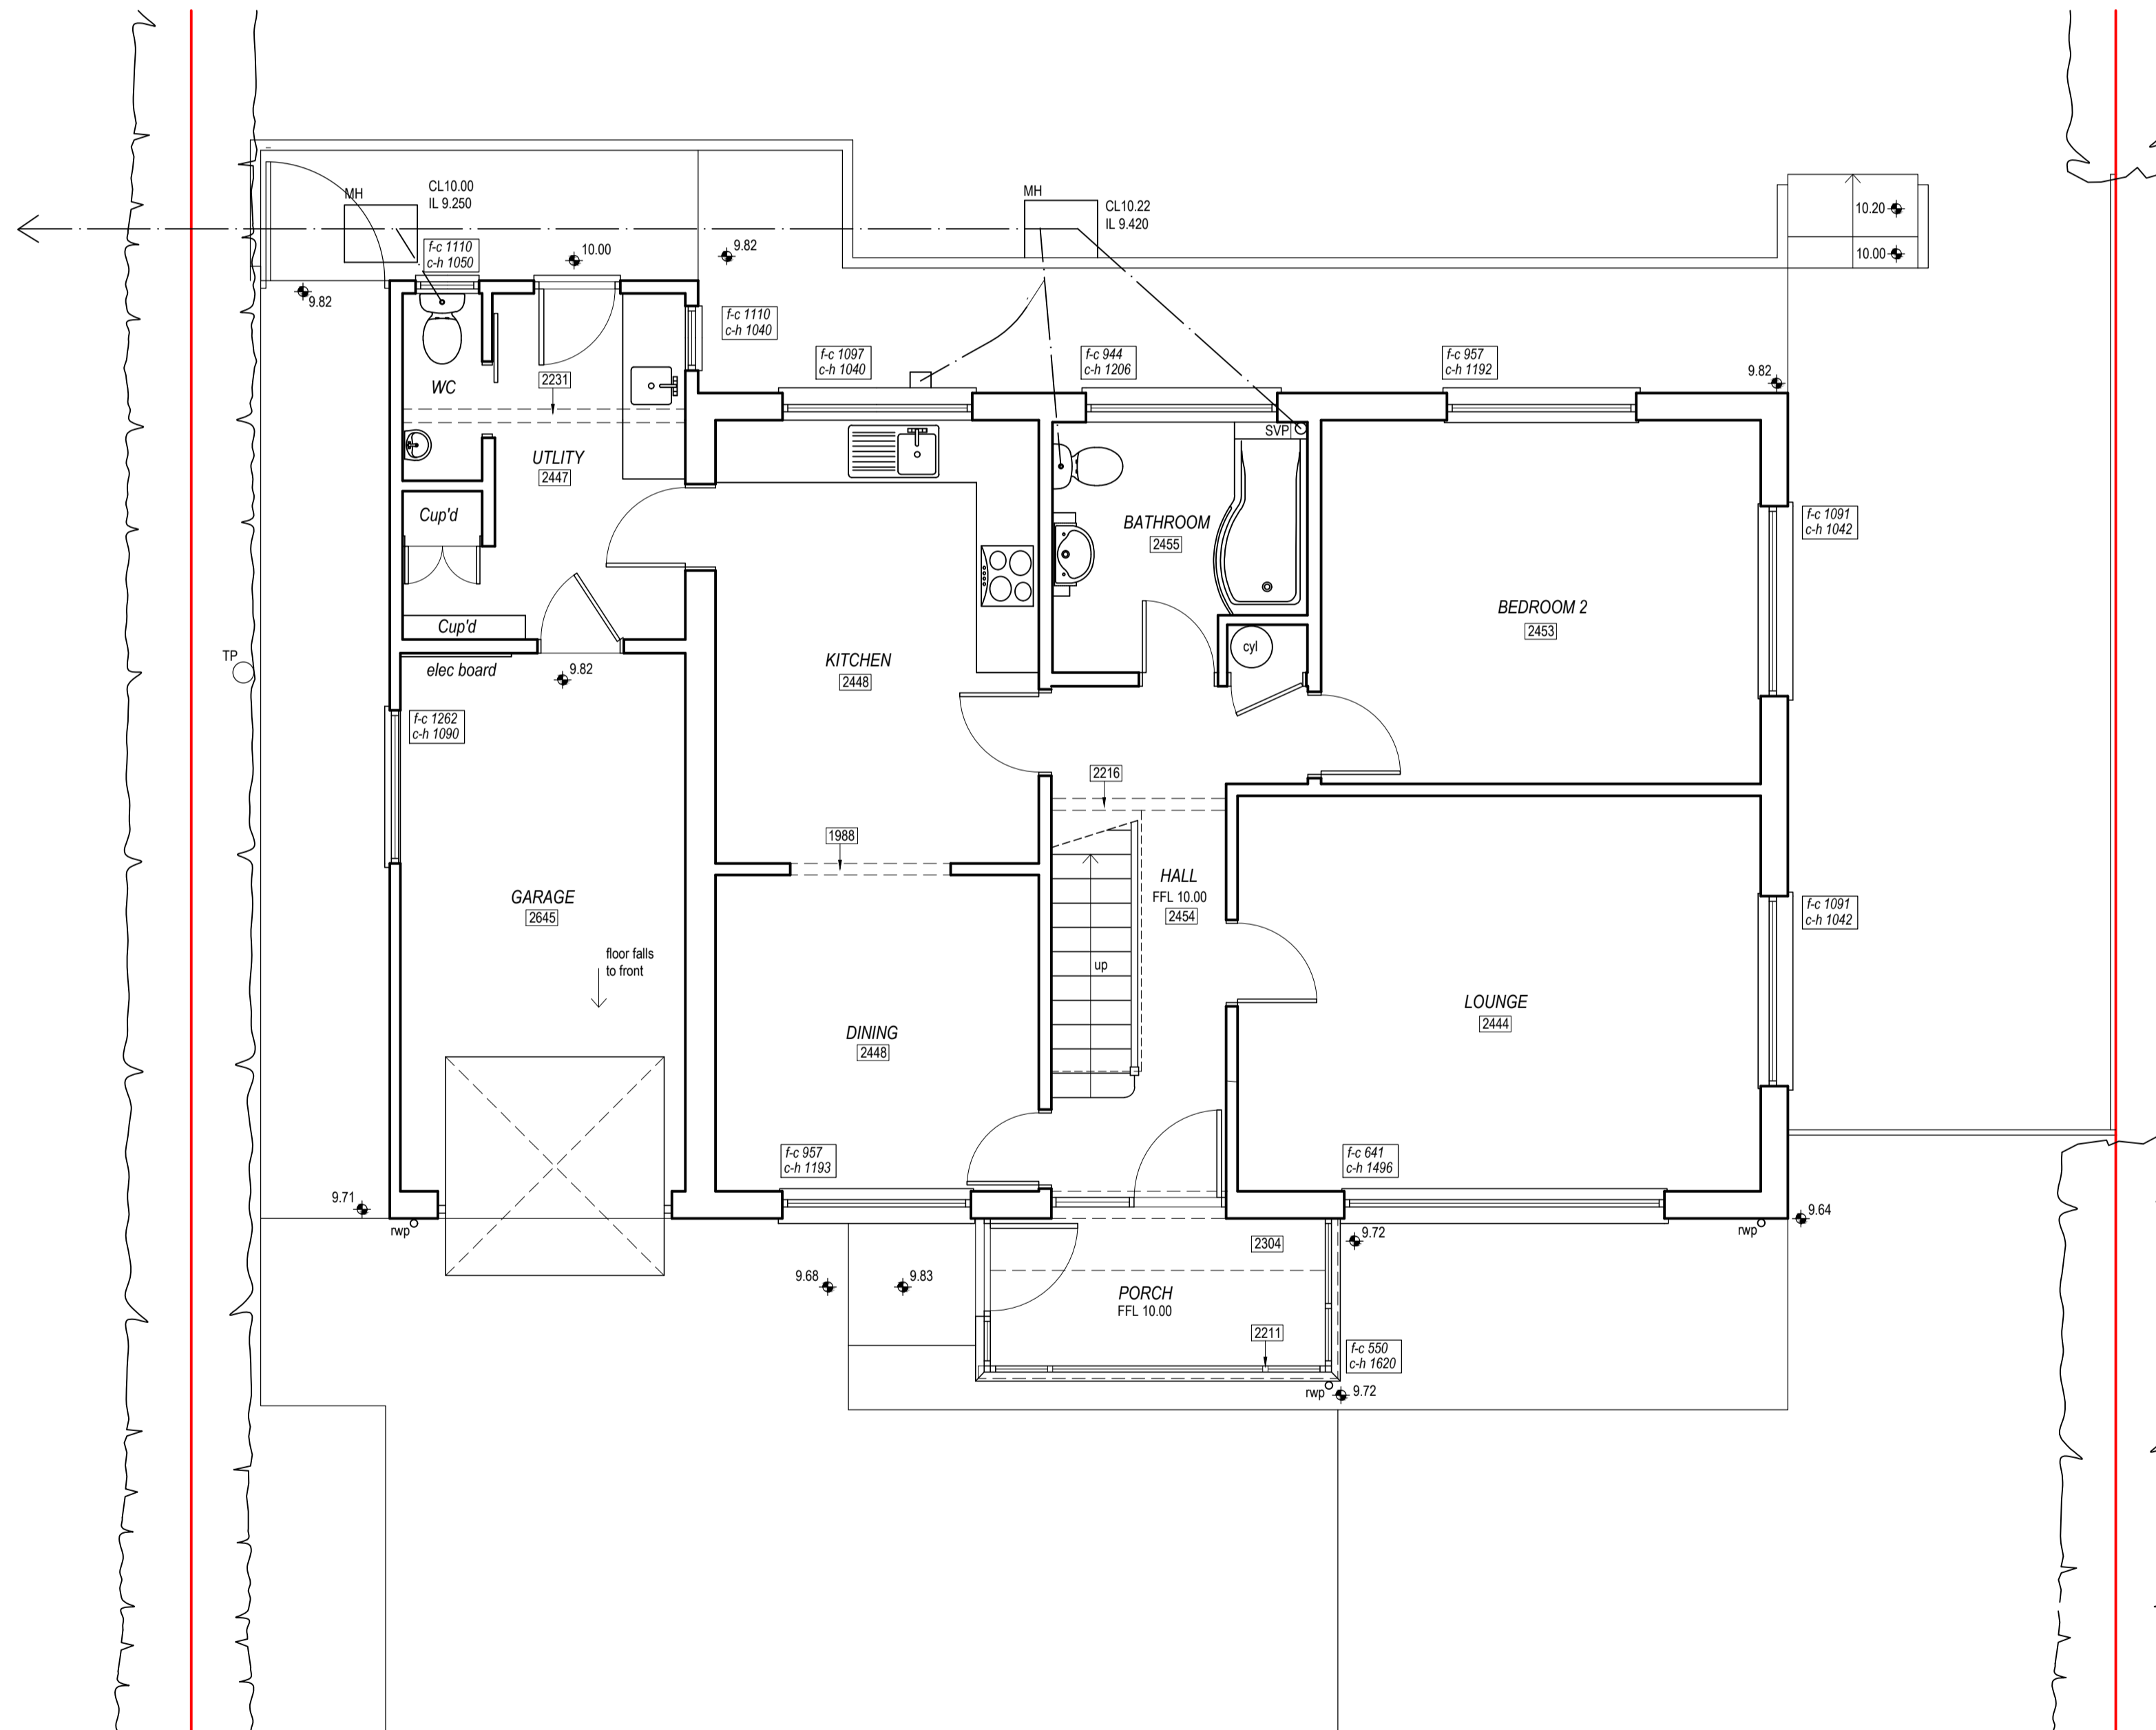 MH
CL10.00
IL 9.250
MH
CL10.22
IL 9.420
10.20
10.00
f-c 1110
c-h 1050
10.00
9.82
9.82
f-c 1110
c-h 1040
f-c 1097
c-h 1040
f-c 944
c-h 1206
f-c 957
c-h 1192
9.82
WC
2231
SVP
UTLITY
2447
Cup'd
BATHROOM
2455
f-c 1091
c-h 1042
BEDROOM 2
2453
Cup'd
cyl
TP
elec board
9.82
KITCHEN
2448
f-c 1262
c-h 1090
2216
1988
HALL
FFL 10.00
2454
GARAGE
2645
f-c 1091
c-h 1042
floor falls
to front
up
LOUNGE
2444
DINING
2448
f-c 957
c-h 1193
f-c 641
c-h 1496
9.71
rwp
rwp
9.64
2304
9.72
9.68
9.83
PORCH
FFL 10.00
2211
f-c 550
c-h 1620
rwp
9.72